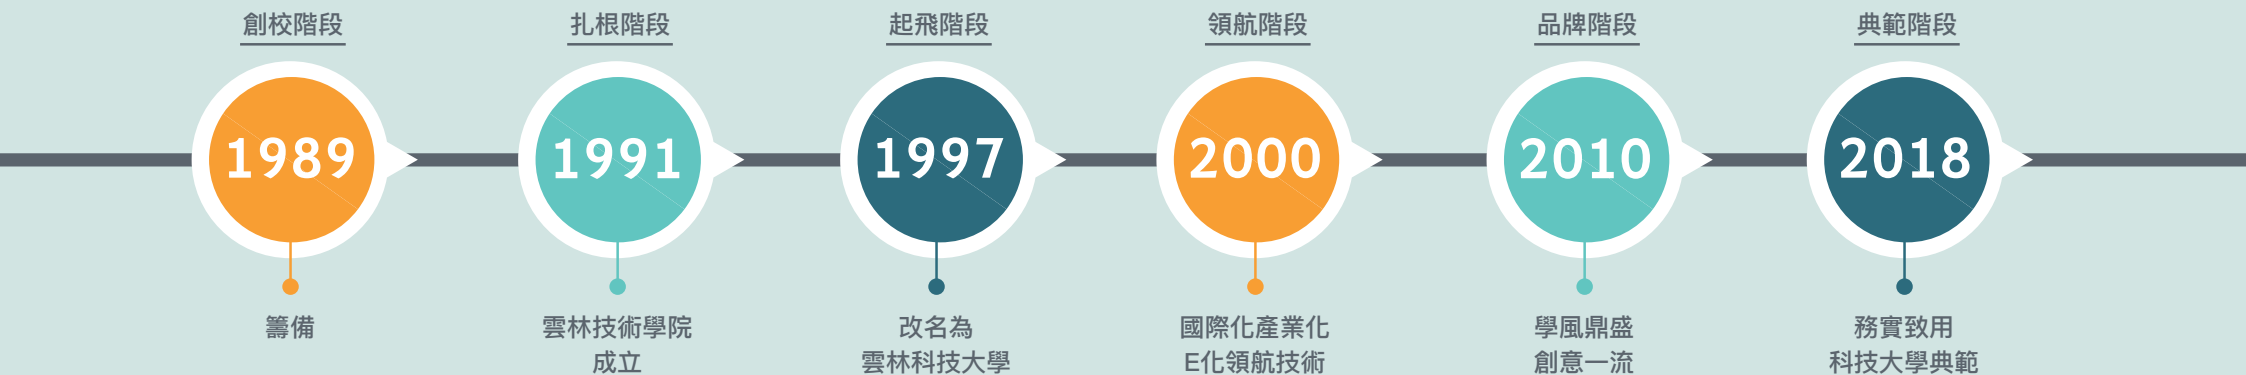 創校階段
扎根階段
起飛階段
領航階段
品牌階段
典範階段
1989
1991
1997
2000
2010
2018
籌備
雲林技術學院
成立
改名為
雲林科技大學
國際化產業化
E化領航技術
學風鼎盛
創意一流
務實致用
科技大學典範